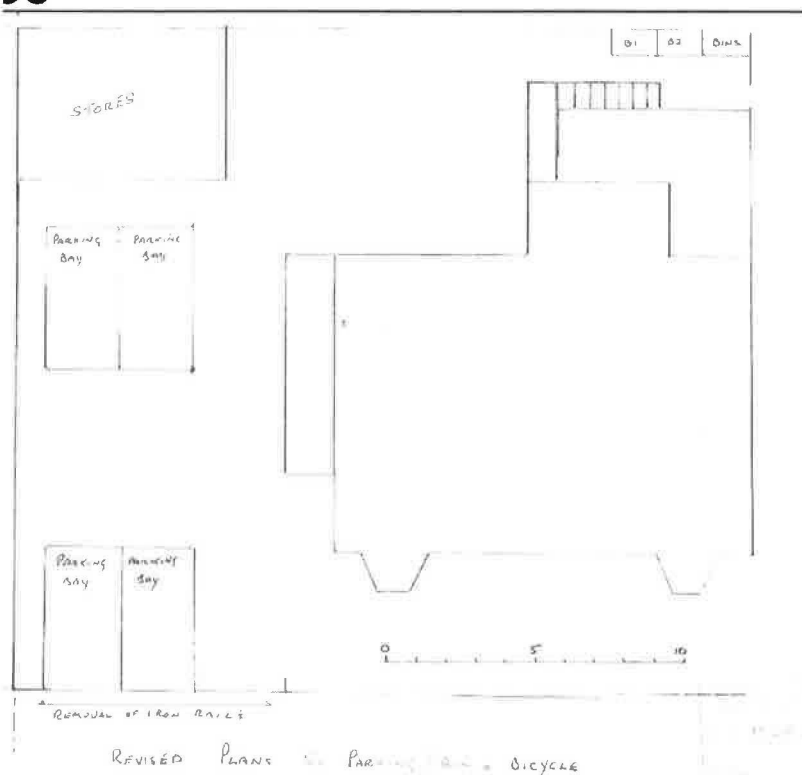 B1 B2 BINS
STORES
PARKING BAY
PARKING BAY
PARKING BAY
PARKING BAY
0 5 10
REMOVAL OF IRON RAILS
REVISED PLANS BICYCLE